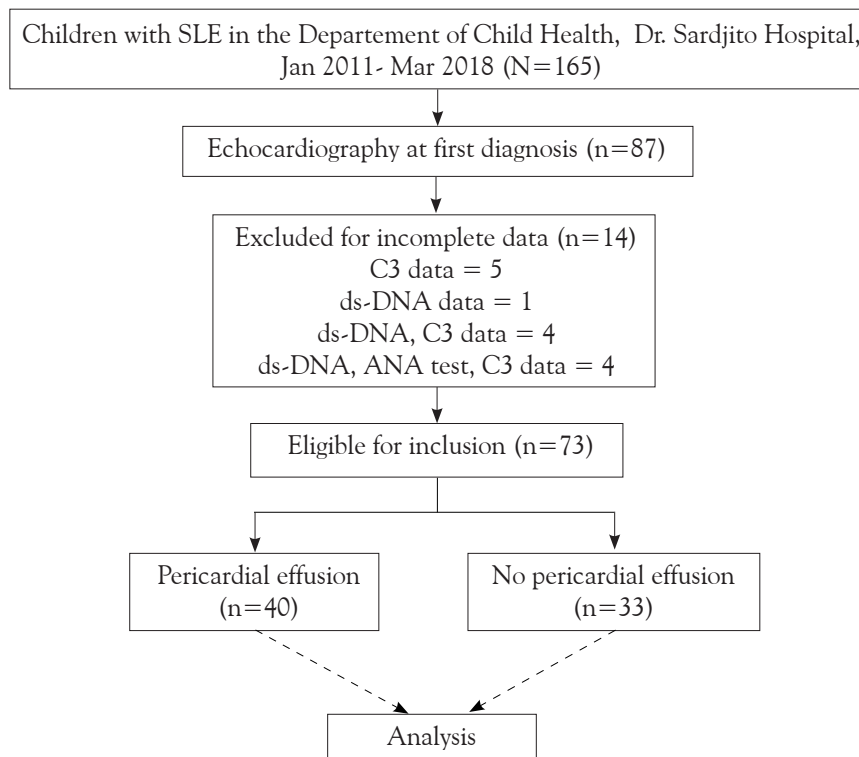 Children with SLE in the Departement of Child Health, Dr. Sardjito Hospital,
Jan 2011- Mar 2018 (N=165)
Echocardiography at first diagnosis (n=87)
Excluded for incomplete data (n=14)
C3 data = 5
ds-DNA data = 1
ds-DNA, C3 data = 4
ds-DNA, ANA test, C3 data = 4
Eligible for inclusion (n=73)
Pericardial effusion
(n=40)
No pericardial effusion
(n=33)
Analysis